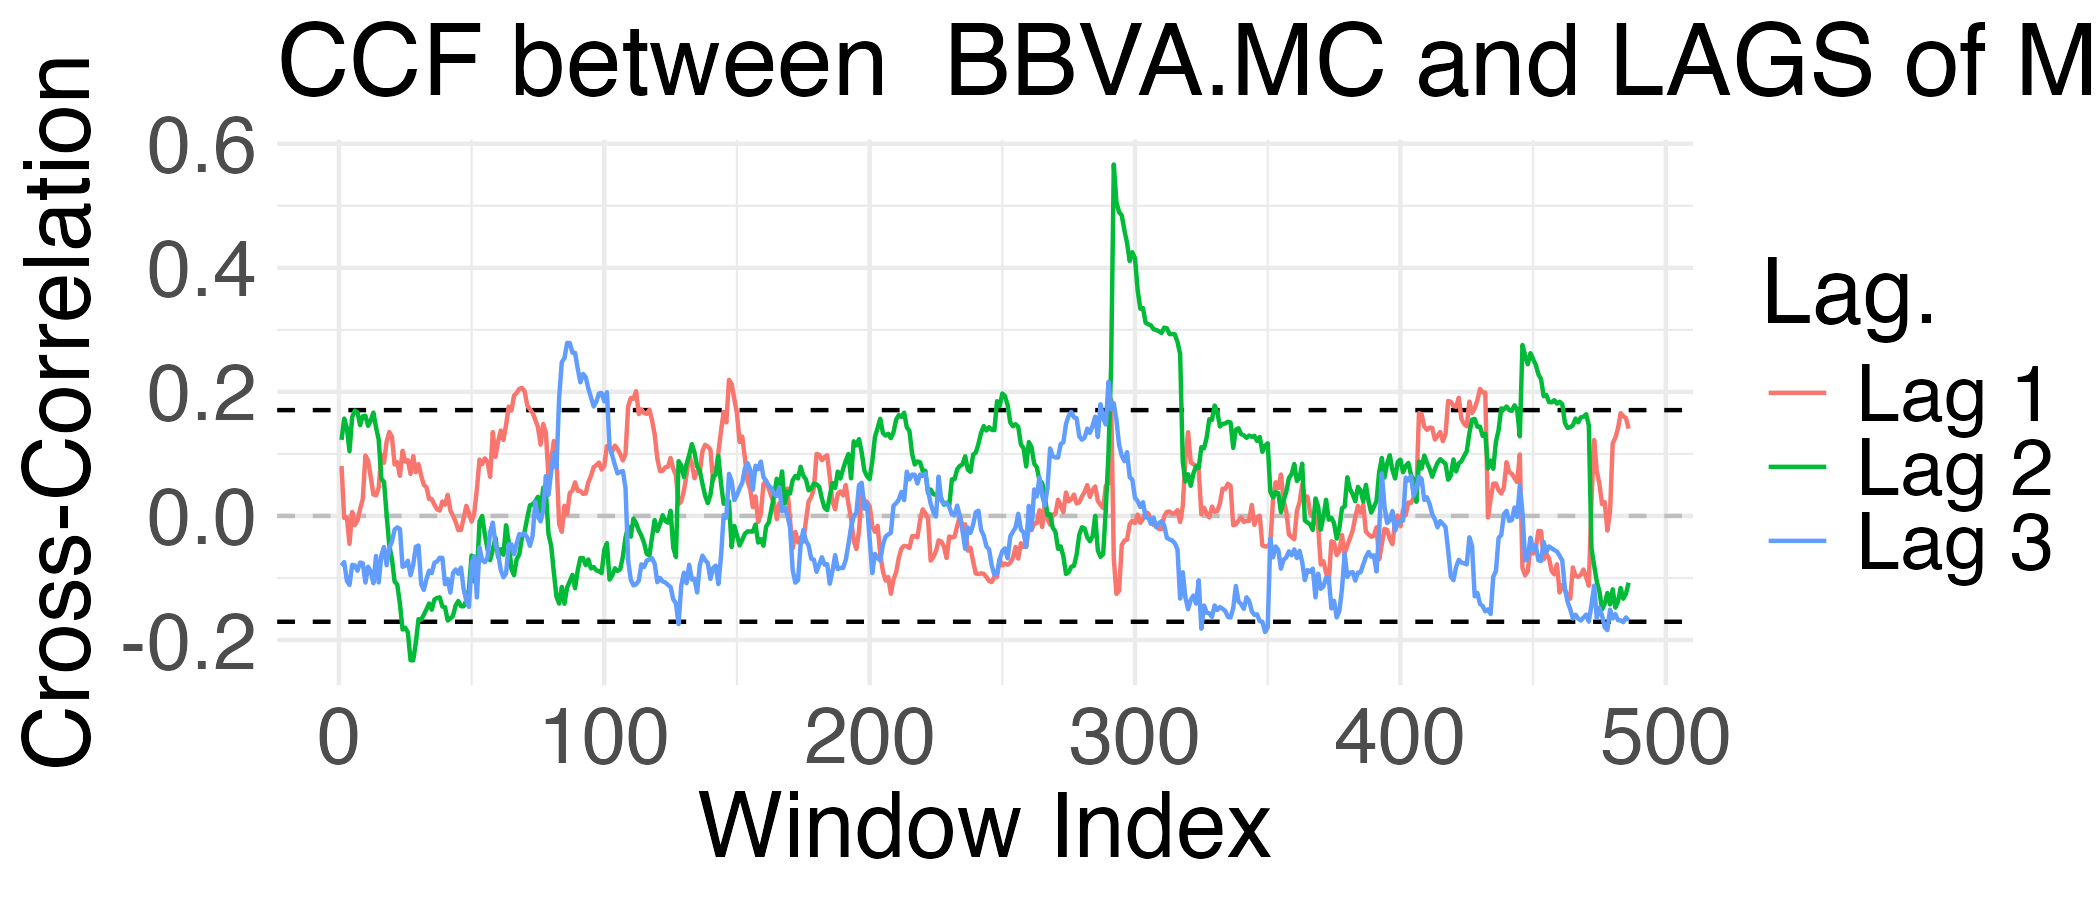 CCF between BBVA.MC and LAGS of M
Cross-Correlation
0.6
0.4
0.2
0.0
-0.2
0
100
200
300
400
500
Window Index
Lag.
Lag 1
Lag 2
Lag 3